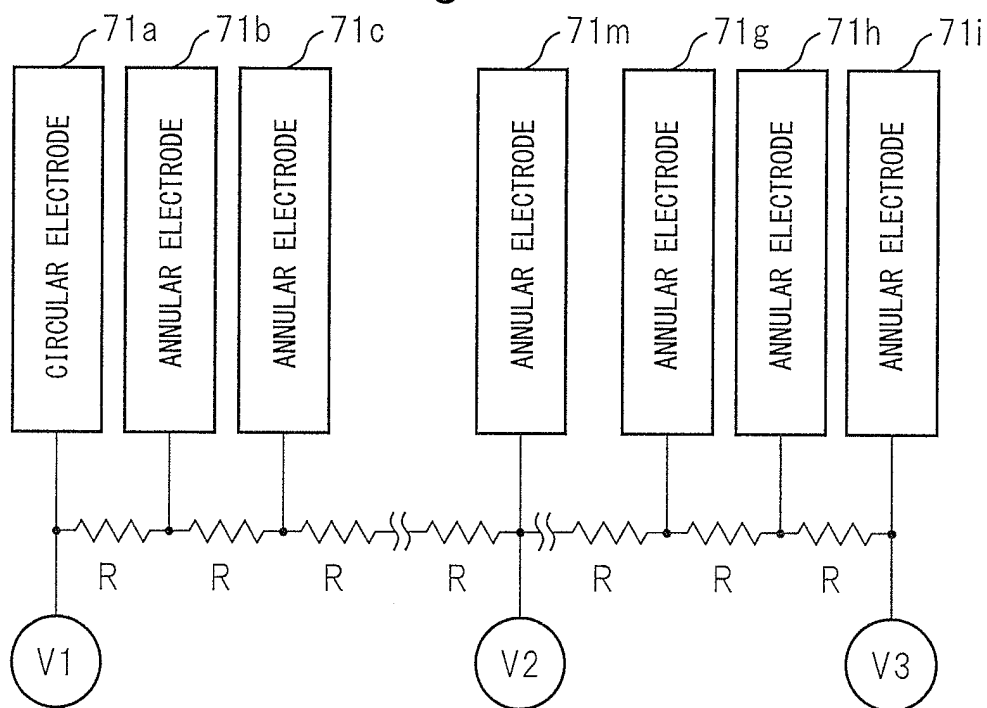 71a 71b 71c 71m 71g 71h 71i
CIRCULAR ELECTRODE
ANNULAR ELECTRODE
ANNULAR ELECTRODE
ANNULAR ELECTRODE
ANNULAR ELECTRODE
ANNULAR ELECTRODE
ANNULAR ELECTRODE
R R R R R R R
V1 V2 V3